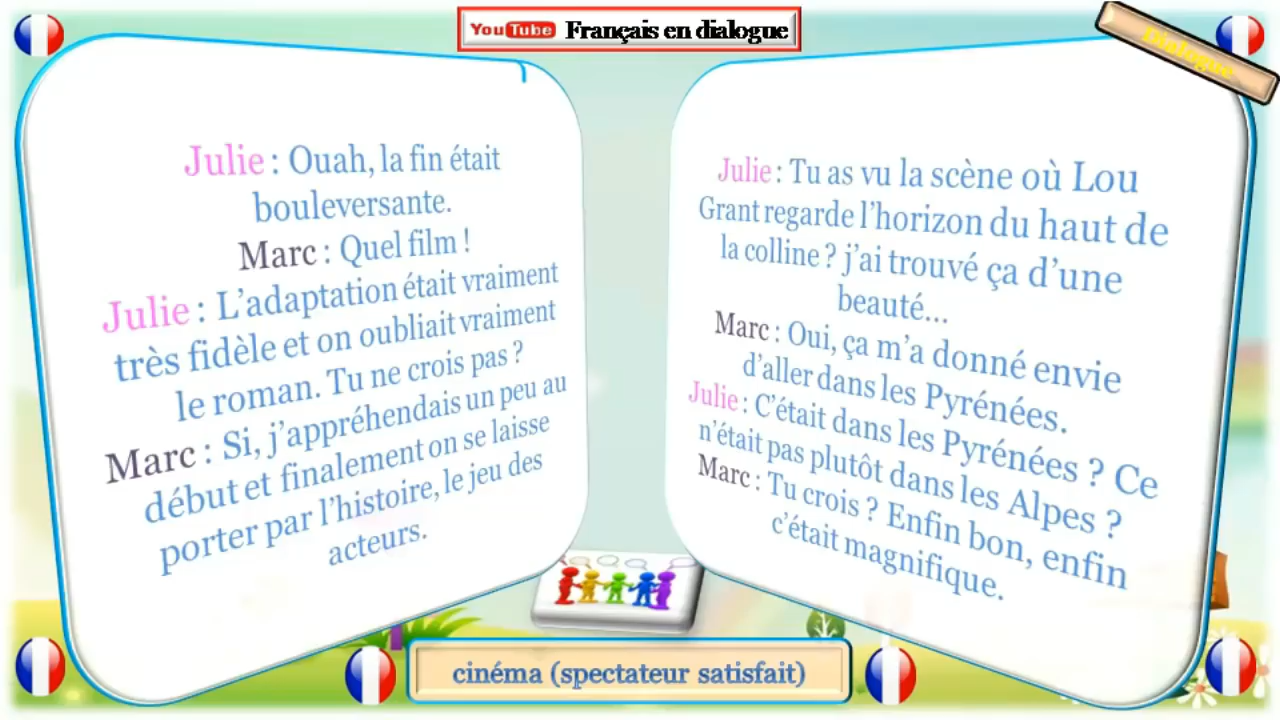 YouTube Français en dialogue
Dialogue
Julie : Ouah, la fin était
bouleversante.
Marc : Quel film !
Julie : L’adaptation était vraiment
très fidèle et on oubliait vraiment
le roman. Tu ne crois pas ?
Marc : Si, j’appréhendais un peu au
début et finalement on se laisse
porter par l’histoire, le jeu des
acteurs.
Julie : Tu as vu la scène où Lou
Grant regarde l’horizon du haut de
la colline ? j’ai trouvé ça d’une
beauté...
Marc : Oui, ça m’a donné envie
d’aller dans les Pyrénées.
Julie : C’était dans les Pyrénées ? Ce
n’était pas plutôt dans les Alpes ?
Marc : Tu crois ? Enfin bon, enfin
c’était magnifique.
cinéma (spectateur satisfait)